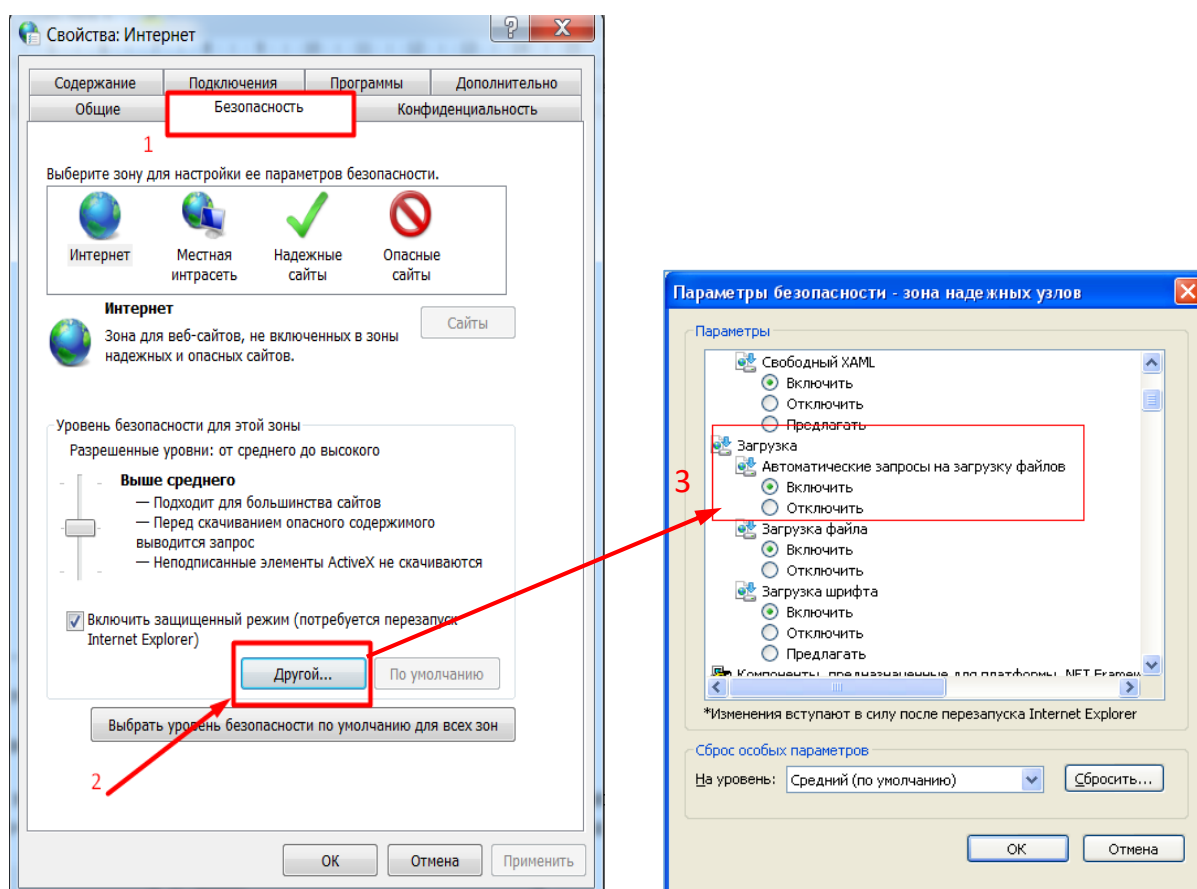 Свойства: Интернет
Содержание Подключения Программы Дополнительно
Общие Безопасность Конфиденциальность
1
Выберите зону для настройки ее параметров безопасности.
Интернет
Местная
интрасеть
Надежные
сайты
Опасные
сайты
Интернет
Зона для веб-сайтов, не включенных в зоны
надежных и опасных сайтов.
Сайты
Уровень безопасности для этой зоны
Разрешенные уровни: от среднего до высокого
Выше среднего
— Подходит для большинства сайтов
— Перед скачиванием опасного содержимого
выводится запрос
— Неподписанные элементы ActiveX не скачиваются
Включить защищенный режим (потребуется перезапуск
Internet Explorer)
Другой... По умолчанию
Выбрать уровень безопасности по умолчанию для всех зон
2
ОК Отмена Применить
Параметры безопасности - зона надежных узлов
Параметры
Свободный XAML
Включить
Отключить
Предлагать
Загрузка
Автоматические запросы на загрузку файлов
Включить
Отключить
3
Загрузка файла
Включить
Отключить
Загрузка шрифта
Включить
Отключить
Предлагать
Компоненты, предназначенные для платформы .NET Framew
*Изменения вступают в силу после перезапуска Internet Explorer
Сброс особых параметров
На уровень: Средний (по умолчанию) Сбросить...
ОК Отмена